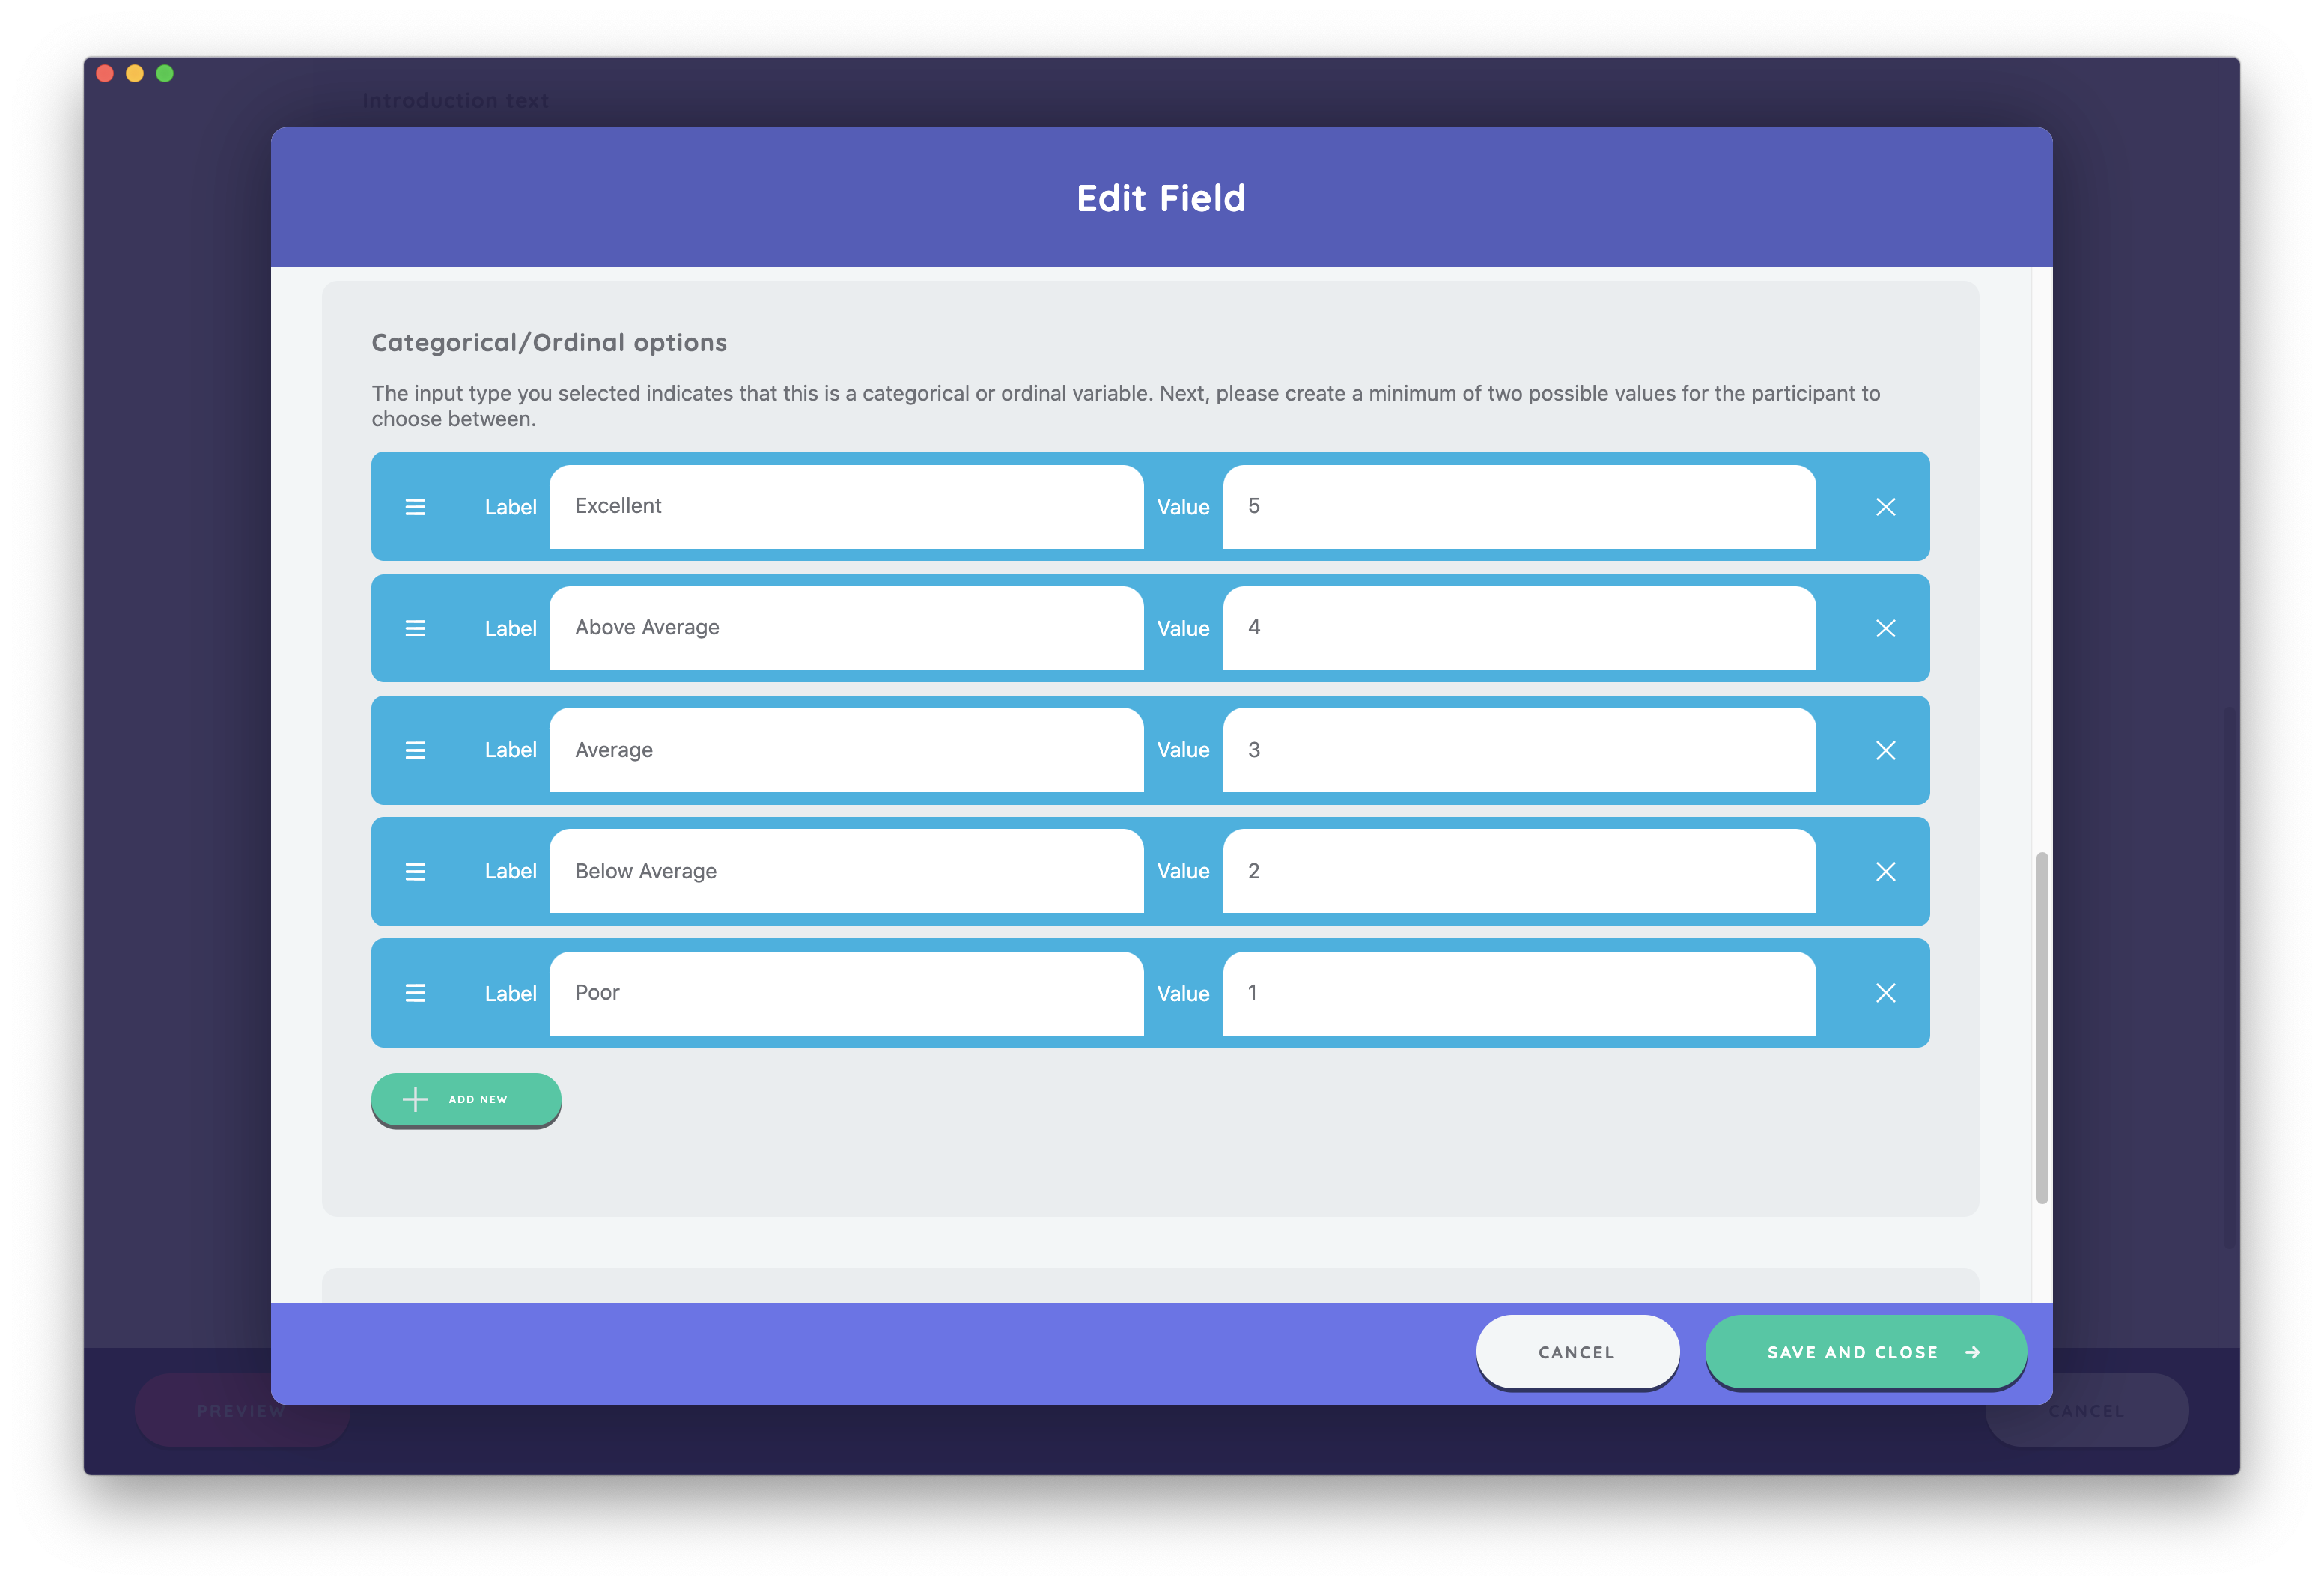 Introduction text
Edit Field
Categorical/Ordinal options
The input type you selected indicates that this is a categorical or ordinal variable. Next, please create a minimum of two possible values for the participant to
choose between.
Label Excellent Value 5
Label Above Average Value 4
Label Average Value 3
Label Below Average Value 2
Label Poor Value 1
ADD NEW
CANCEL SAVE AND CLOSE
PREVIEW CANCEL